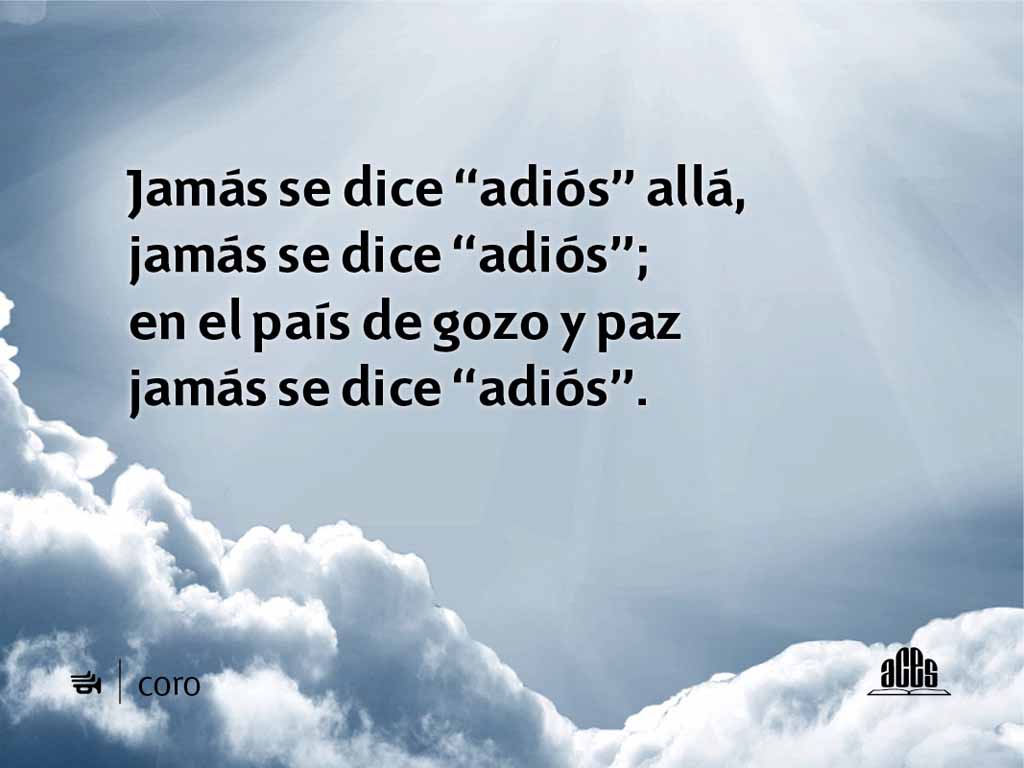 Jamás se dice “adiós” allá,
jamás se dice “adiós”;
en el país de gozo y paz
jamás se dice “adiós”.
coro
aces